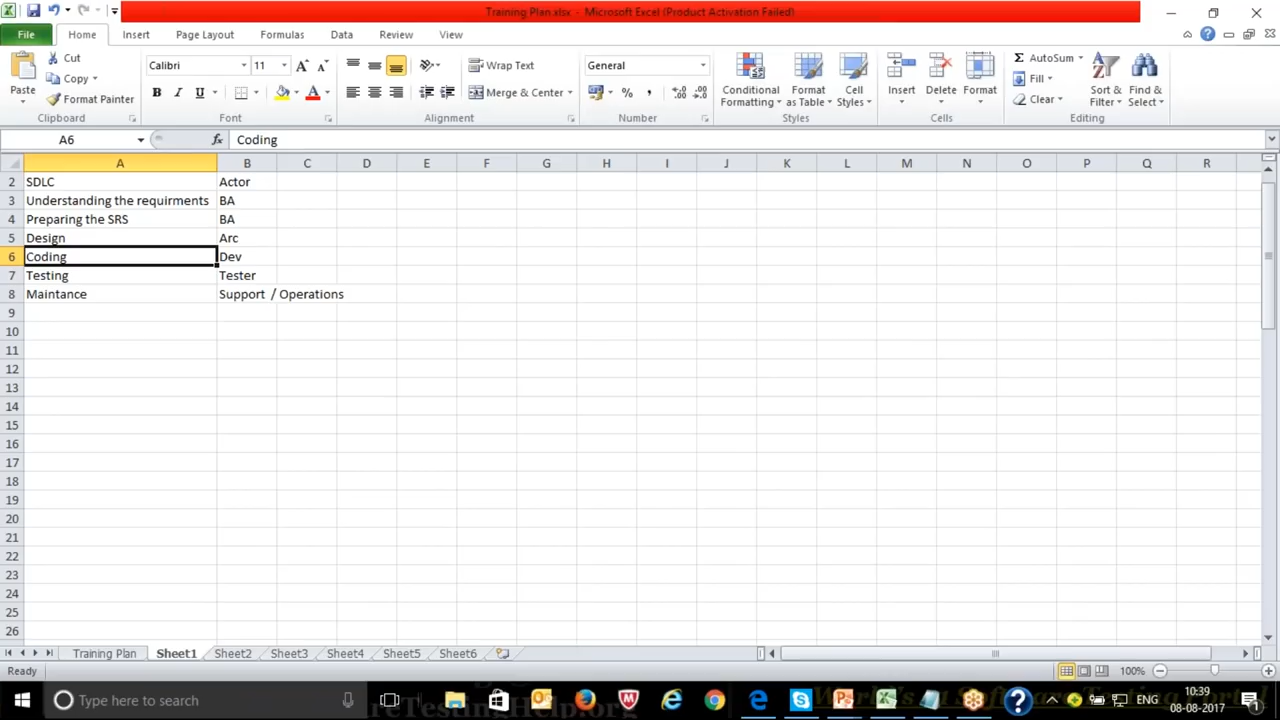 Training Plan.xlsx - Microsoft Excel (Product Activation Failed)
File Home Insert Page Layout Formulas Data Review View
Paste Cut Copy Format Painter Clipboard
Calibri 11 B I U Font
Wrap Text Merge & Center Alignment
General % , Number
Conditional Formatting Format as Table Cell Styles Styles
Insert Delete Format Cells
Σ AutoSum Fill Clear Sort & Filter Find & Select Editing
A6 fx Coding
A B C D E F G H I J K L M N O P Q R
2 SDLC Actor
3 Understanding the requirments BA
4 Preparing the SRS BA
5 Design Arc
6 Coding Dev
7 Testing Tester
8 Maintance Support / Operations
9
10
11
12
13
14
15
16
17
18
19
20
21
22
23
24
25
26
Training Plan Sheet1 Sheet2 Sheet3 Sheet4 Sheet5 Sheet6
Ready 100%
Type here to search ENG 10:39
08-08-2017